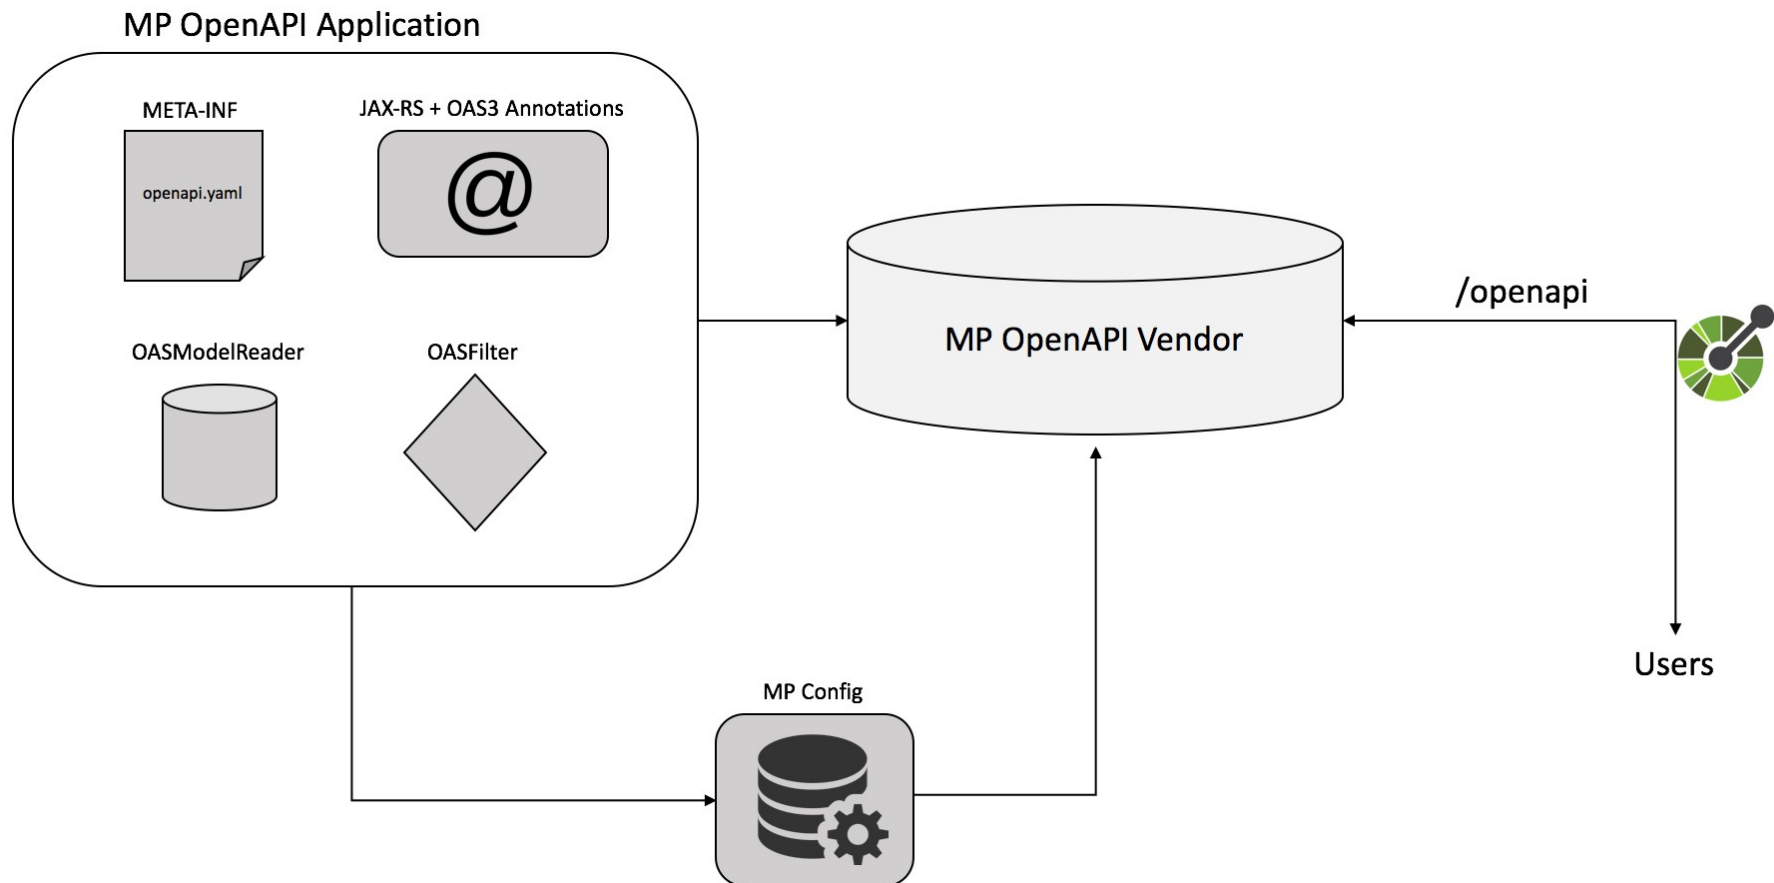 MP OpenAPI Application
META-INF
JAX-RS + OAS3 Annotations
openapi.yaml
@
/openapi
MP OpenAPI Vendor
OASModelReader
OASFilter
Users
MP Config